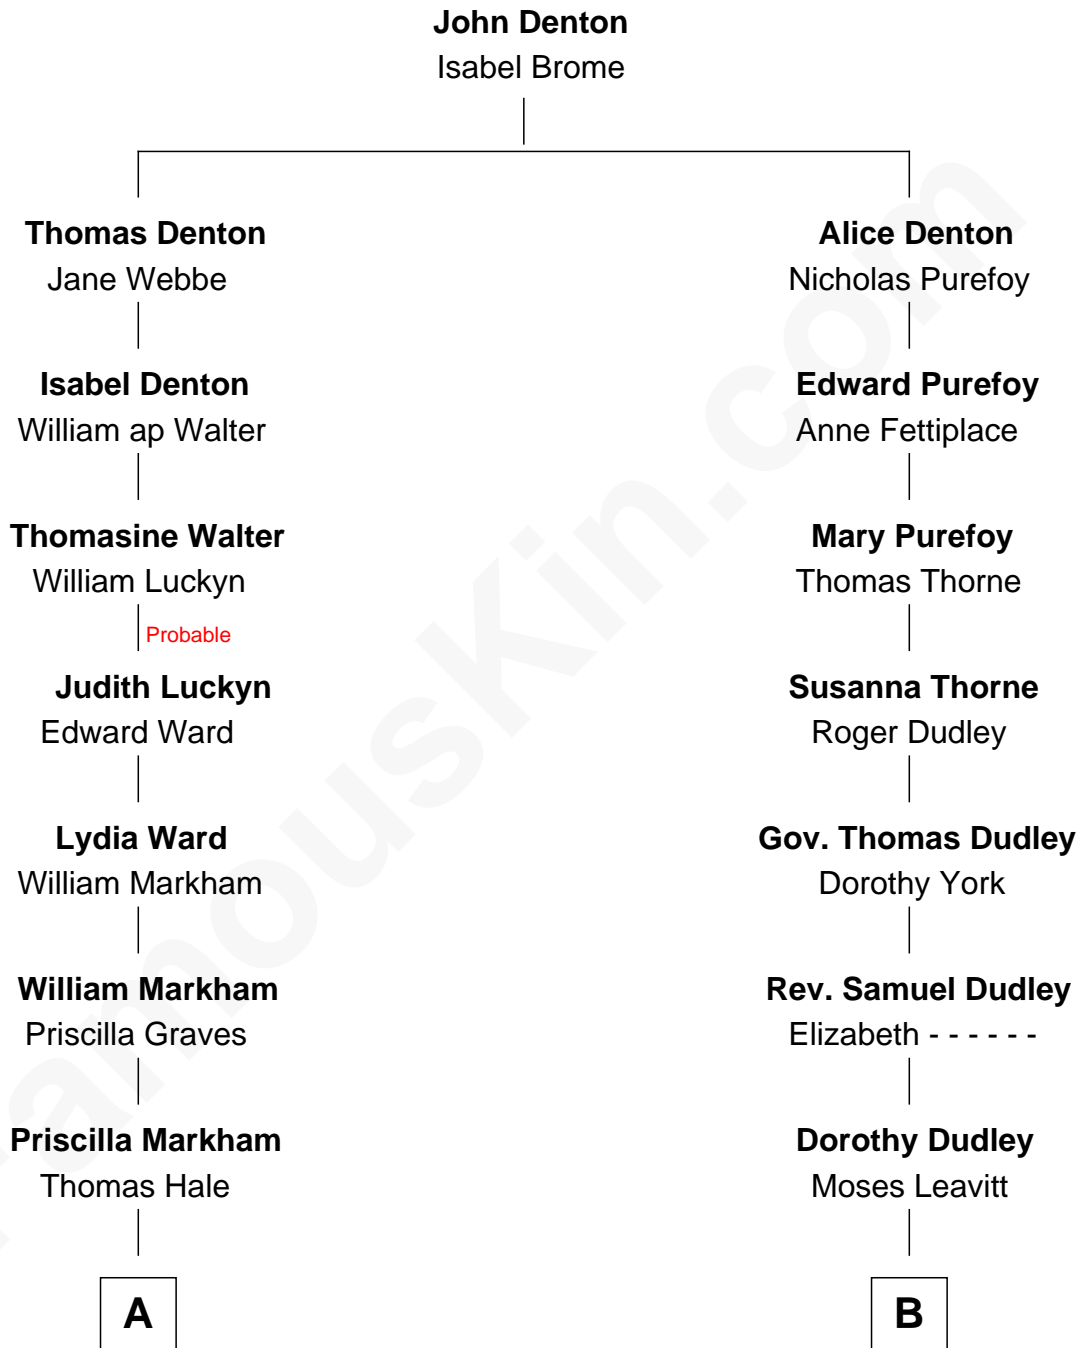 John Denton
Isabel Brome
Thomas Denton
Jane Webbe
Isabel Denton
William ap Walter
Thomasine Walter
William Luckyn
Probable
Judith Luckyn
Edward Ward
Lydia Ward
William Markham
William Markham
Priscilla Graves
Priscilla Markham
Thomas Hale
A
Alice Denton
Nicholas Purefoy
Edward Purefoy
Anne Fettiplace
Mary Purefoy
Thomas Thorne
Susanna Thorne
Roger Dudley
Gov. Thomas Dudley
Dorothy York
Rev. Samuel Dudley
Elizabeth - - - - - -
Dorothy Dudley
Moses Leavitt
B
FamousKin.com